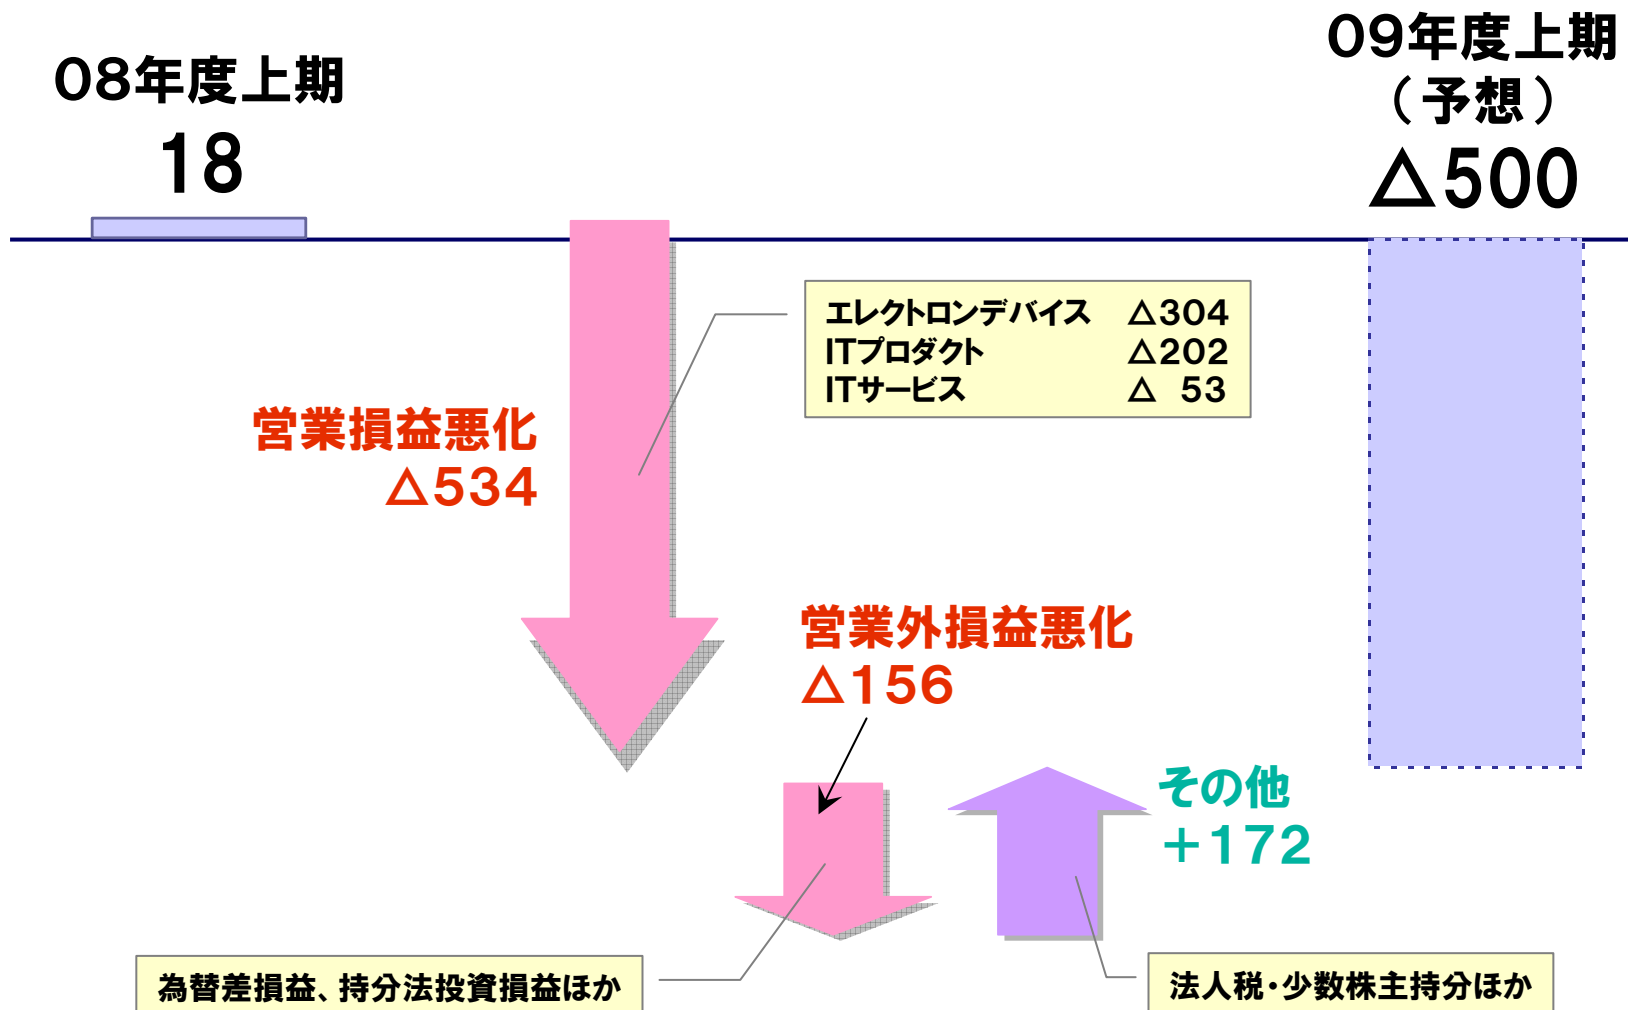 08年度上期
18
09年度上期
（予想）
△500
エレクトロンデバイス △304
ITプロダクト △202
ITサービス △ 53
営業損益悪化
△534
営業外損益悪化
△156
その他
＋172
為替差損益、持分法投資損益ほか
法人税・少数株主持分ほか